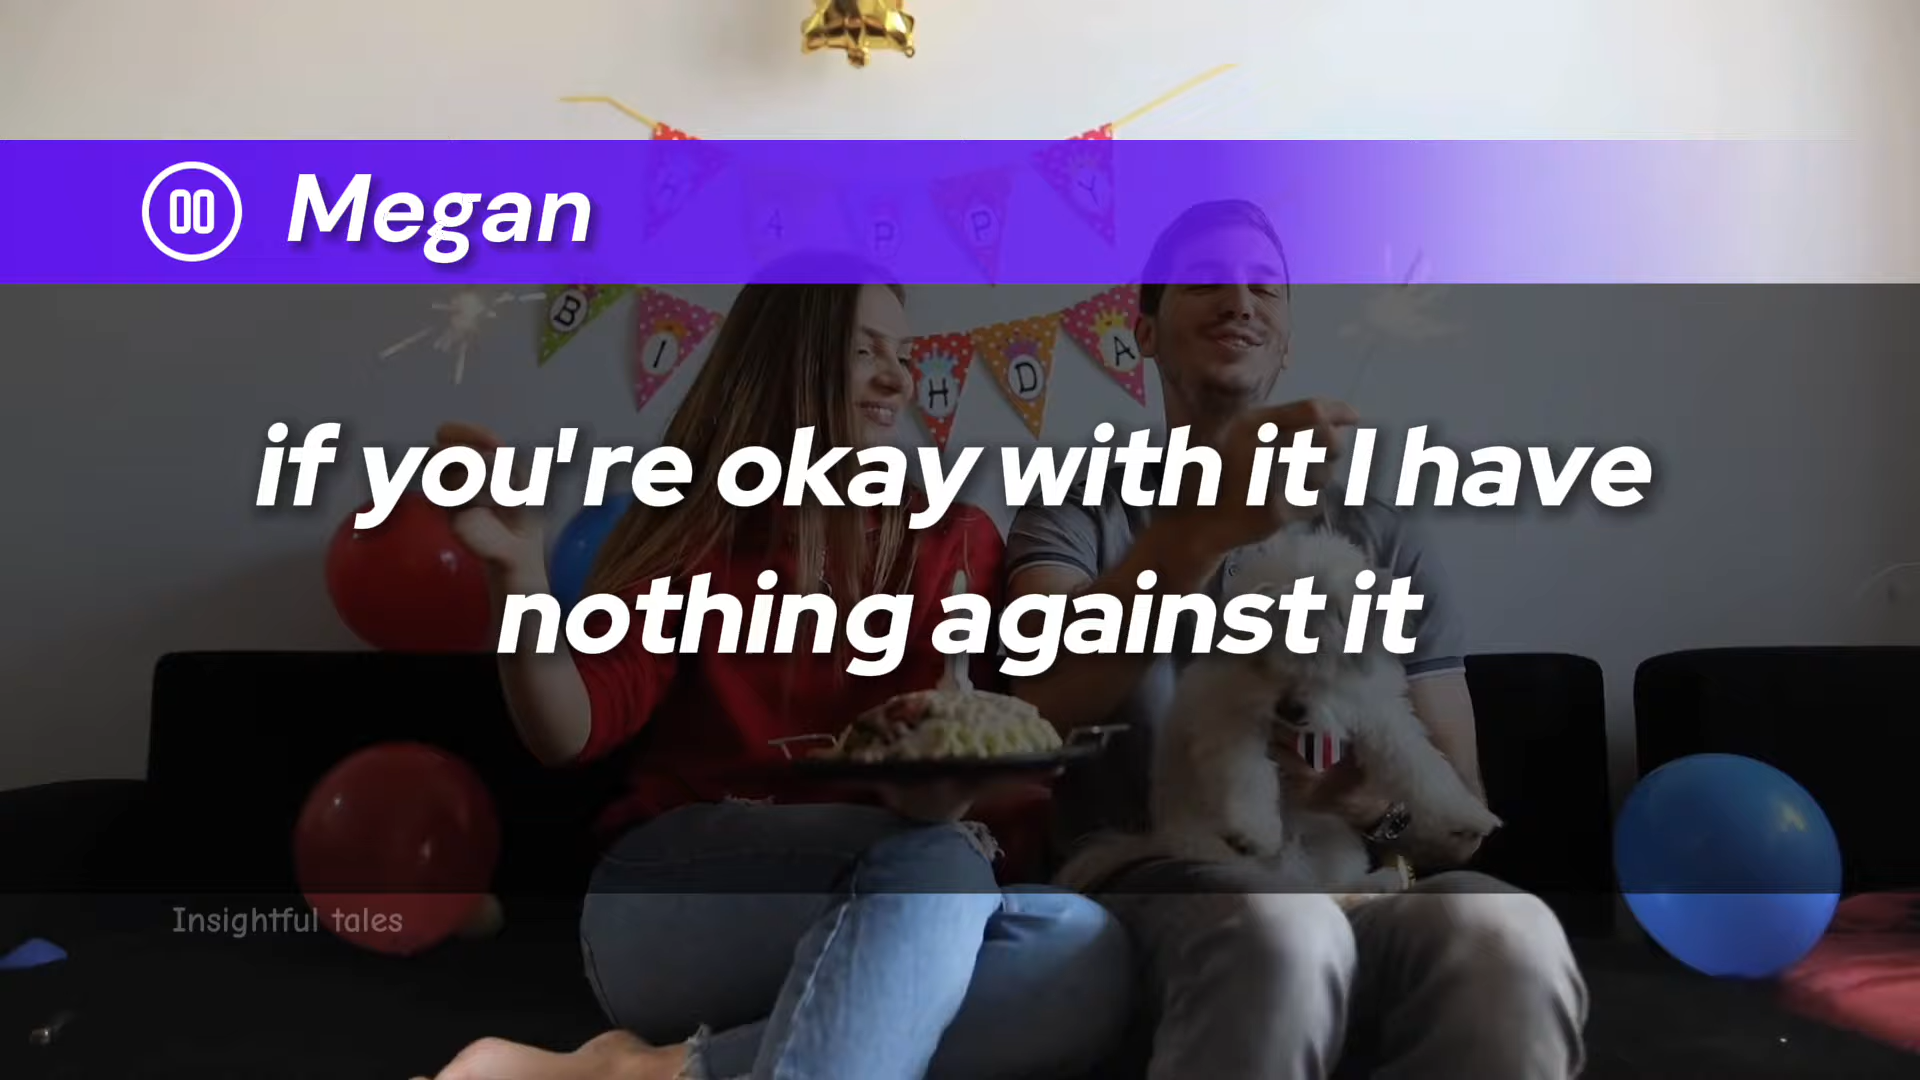 Megan
H A P P Y
B I H D A
if you're okay with it I have
nothing against it
Insightful tales